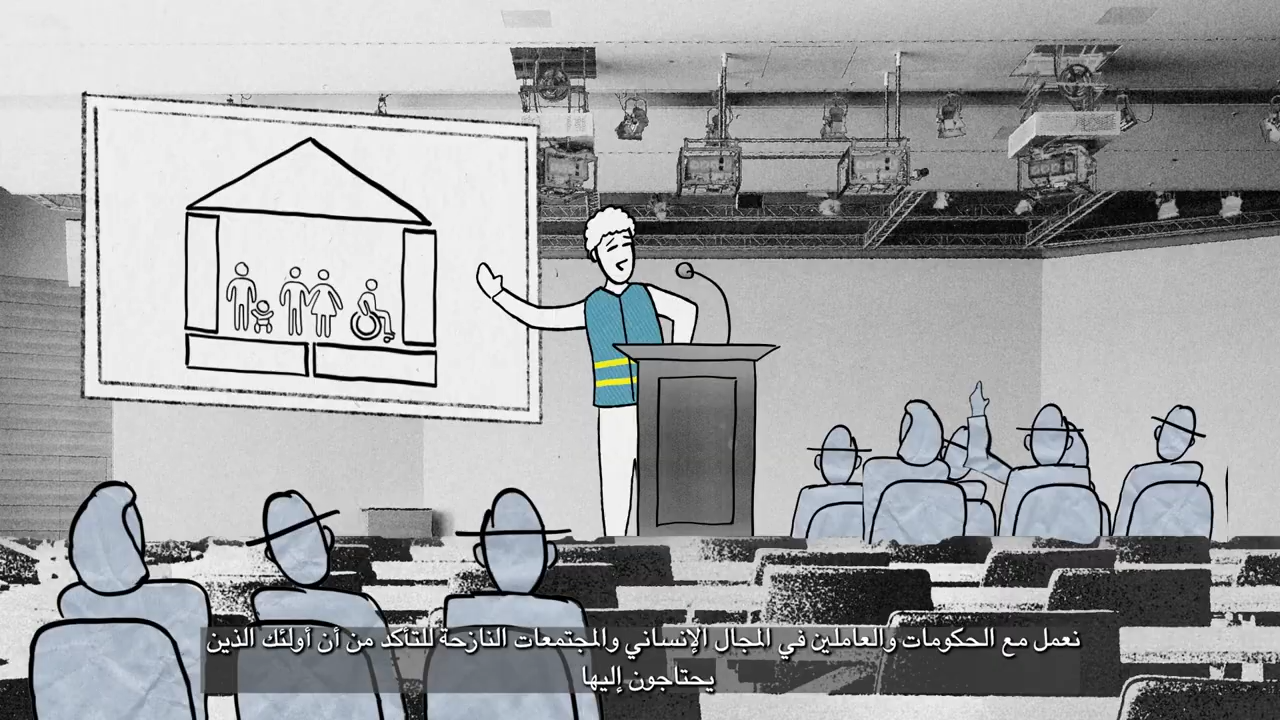 نعمل مع الحكومات والعاملين في المجال الإنساني والمجتمعات النازحة للتأكد من أن أولئك الذين
يحتاجون إليها